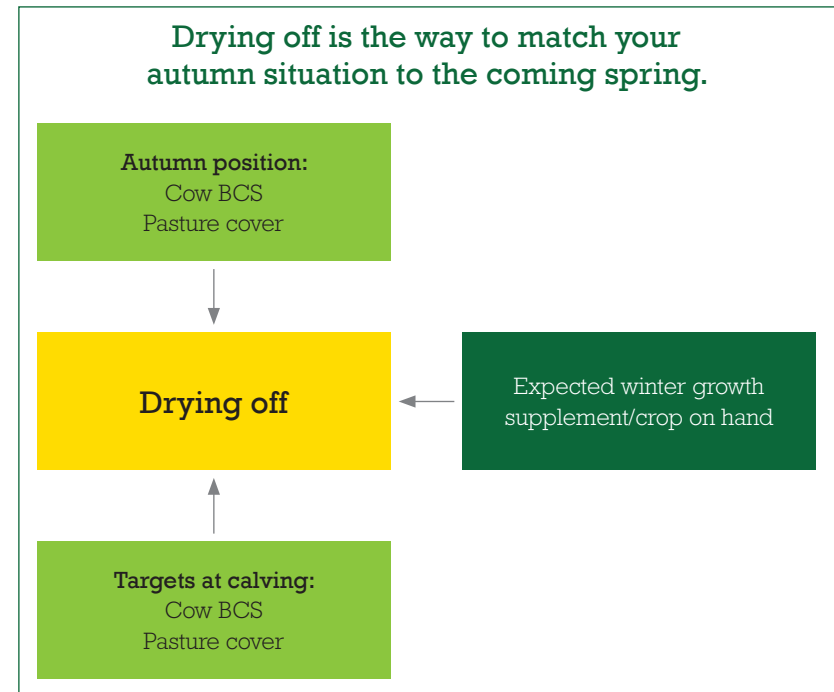 Drying off is the way to match your
autumn situation to the coming spring.
Autumn position:
Cow BCS
Pasture cover
Drying off
Expected winter growth
supplement/crop on hand
Targets at calving:
Cow BCS
Pasture cover